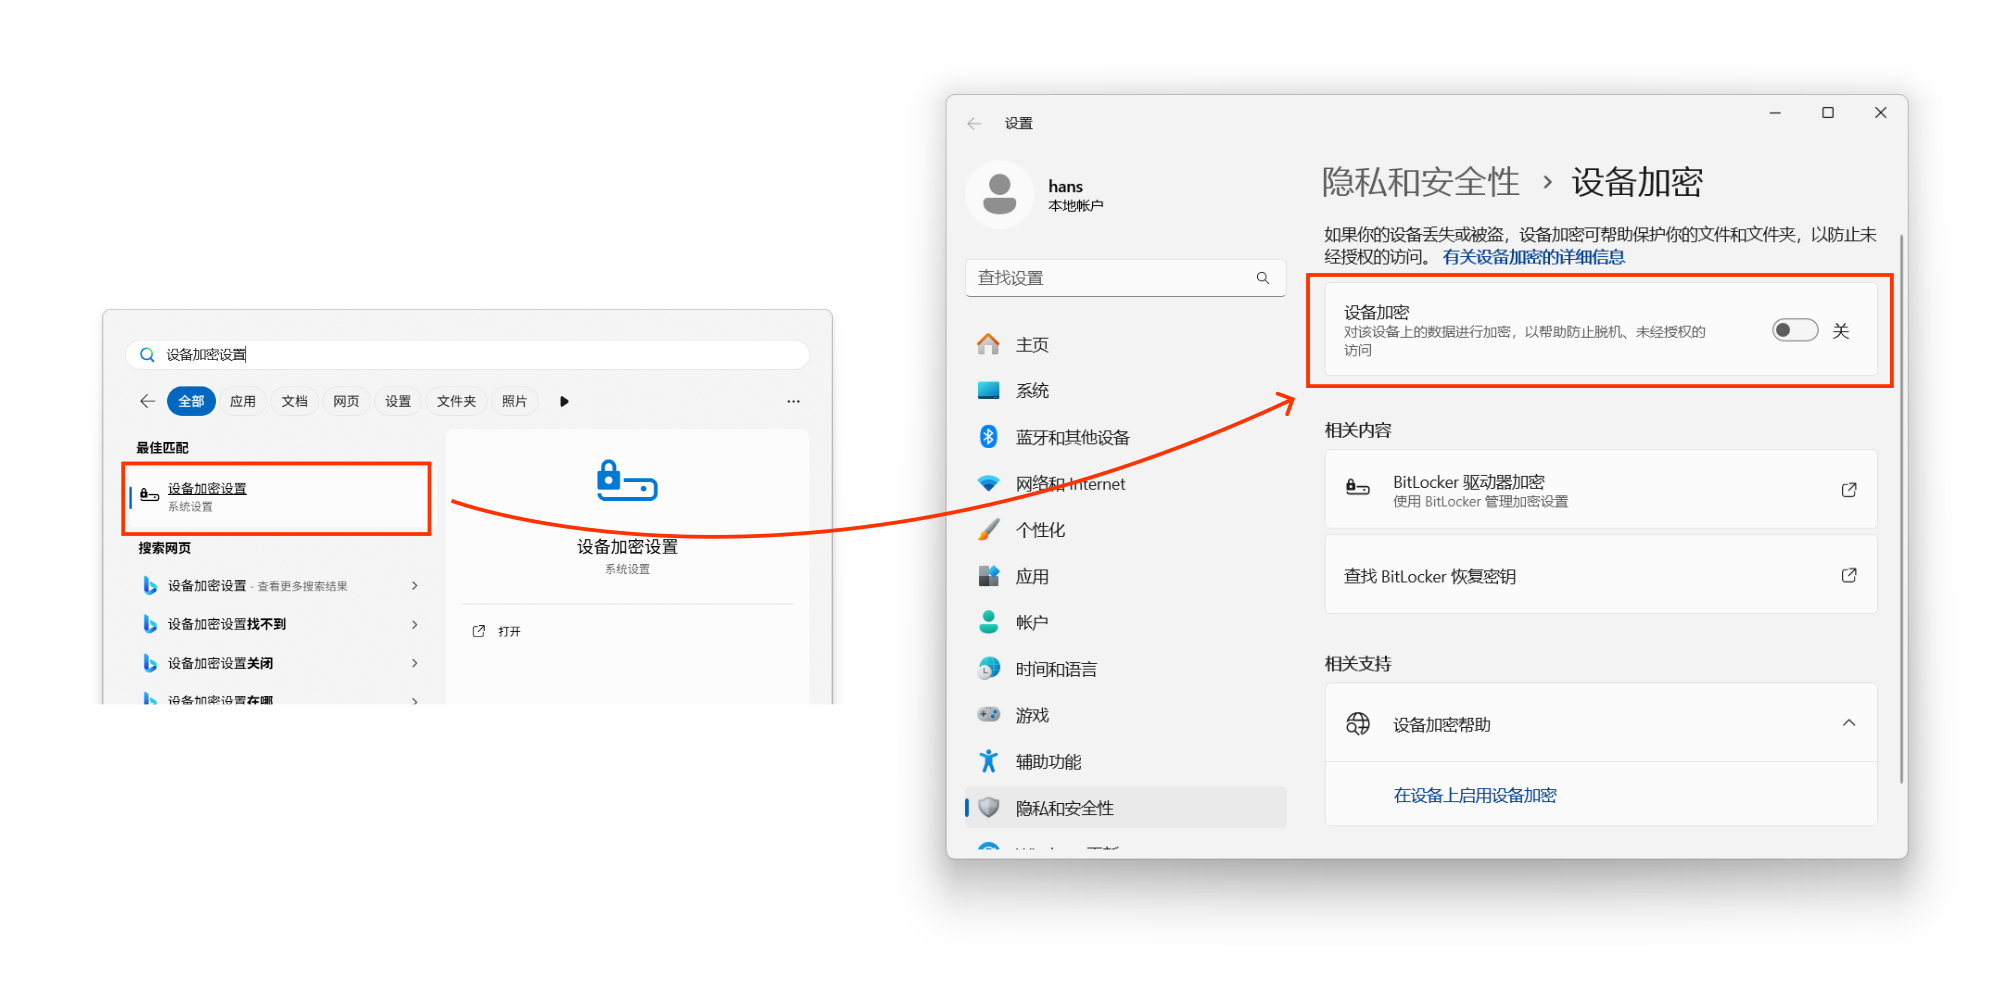 设备加密设置
全部
应用
文档
网页
设置
文件夹
照片
最佳匹配
设备加密设置
系统设置
搜索网页
设备加密设置 - 查看更多搜索结果
设备加密设置找不到
设备加密设置关闭
设备加密设置在哪
设备加密设置
系统设置
打开
设置
hans
本地帐户
查找设置
主页
系统
蓝牙和其他设备
网络和 Internet
个性化
应用
帐户
时间和语言
游戏
辅助功能
隐私和安全性
隐私和安全性 › 设备加密
如果你的设备丢失或被盗，设备加密可帮助保护你的文件和文件夹，以防止未
经授权的访问。 有关设备加密的详细信息
设备加密
对该设备上的数据进行加密，以帮助防止脱机、未经授权的
访问
关
相关内容
BitLocker 驱动器加密
使用 BitLocker 管理加密设置
查找 BitLocker 恢复密钥
相关支持
设备加密帮助
在设备上启用设备加密